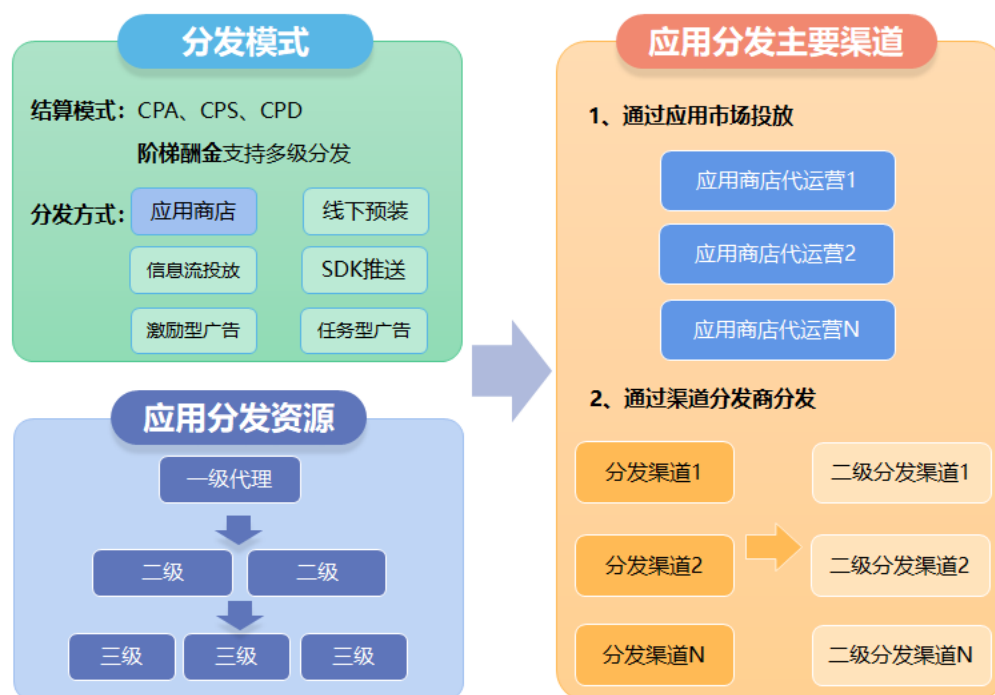 分发模式
结算模式：CPA、CPS、CPD
阶梯酬金支持多级分发
分发方式：
应用商店 线下预装
信息流投放 SDK推送
激励型广告 任务型广告
应用分发资源
一级代理
二级 二级
三级 三级 三级
应用分发主要渠道
1、通过应用市场投放
应用商店代运营1
应用商店代运营2
应用商店代运营N
2、通过渠道分发商分发
分发渠道1 二级分发渠道1
分发渠道2 二级分发渠道2
分发渠道N 二级分发渠道N